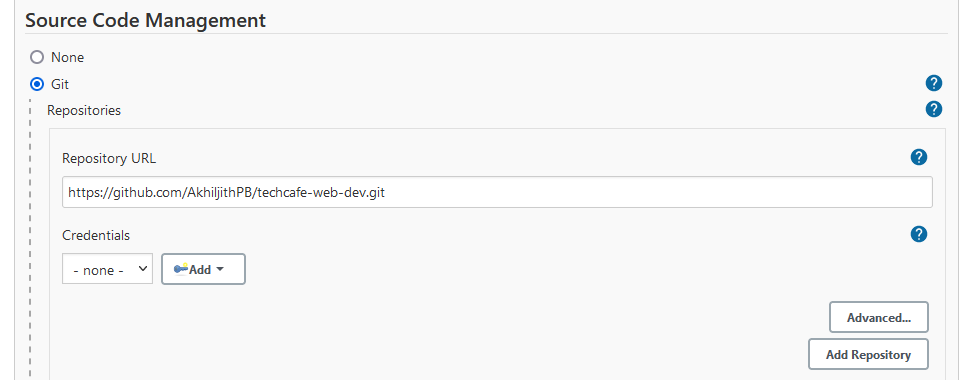 Source Code Management
None
Git
?
Repositories
?
Repository URL
?
https://github.com/AkhiljithPB/techcafe-web-dev.git
Credentials
?
- none -
Add
Advanced...
Add Repository